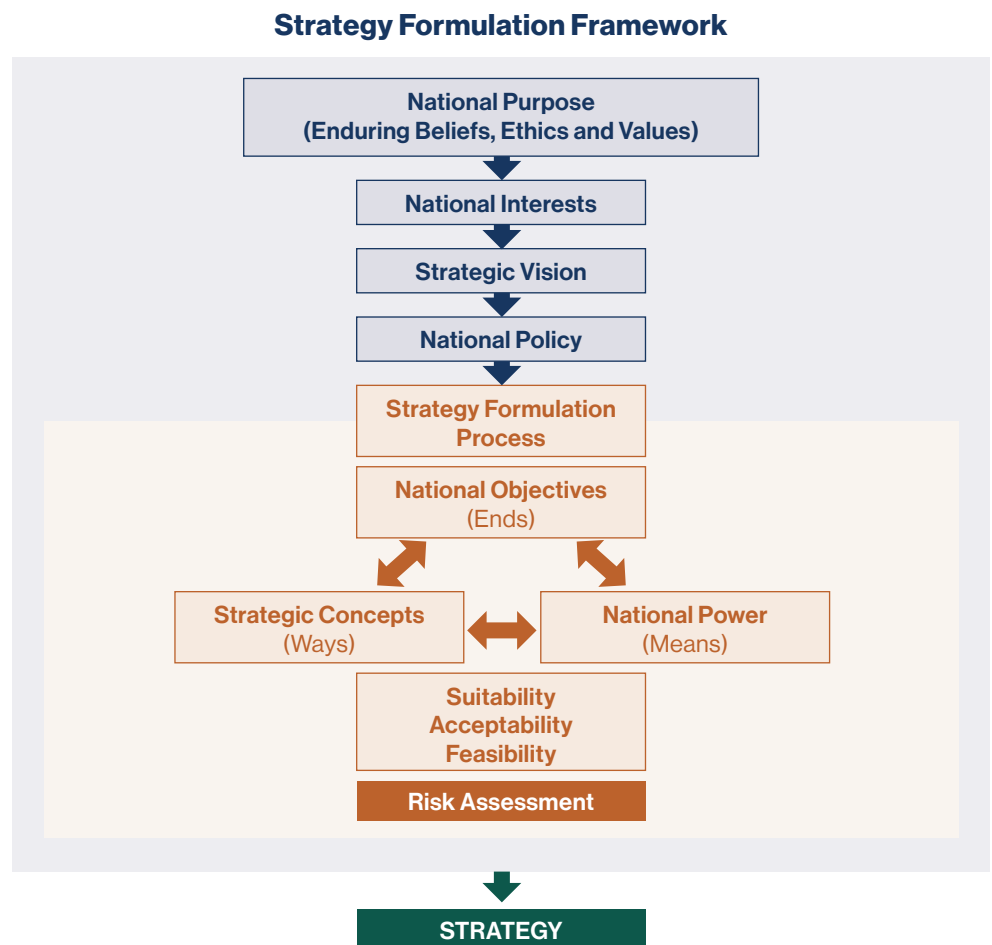 Strategy Formulation Framework
National Purpose
(Enduring Beliefs, Ethics and Values)
National Interests
Strategic Vision
National Policy
Strategy Formulation
Process
National Objectives
(Ends)
Strategic Concepts
(Ways)
National Power
(Means)
Suitability
Acceptability
Feasibility
Risk Assessment
STRATEGY